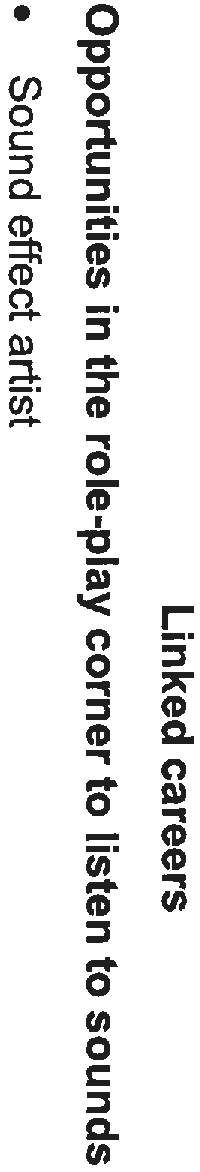 Linked careers
Opportunities in the role-play corner to listen to sounds
• Sound effect artist